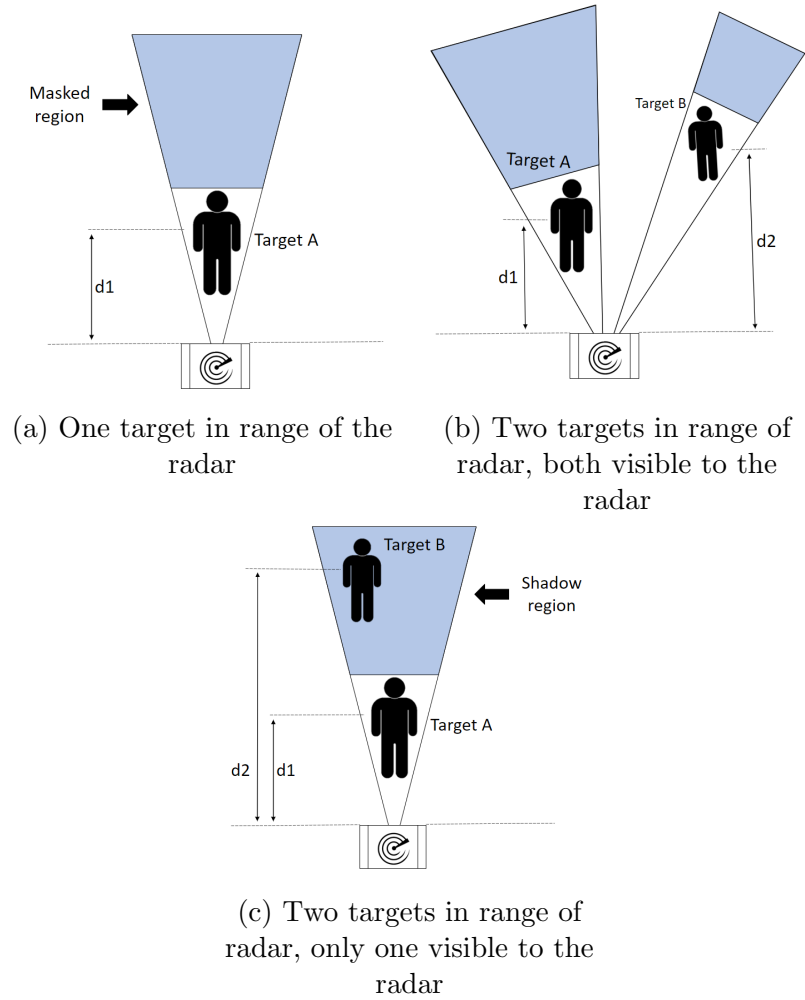 Masked
region
Target A
d1
(a) One target in range of the
radar
Target A
Target B
d1
d2
(b) Two targets in range of
radar, both visible to the
radar
Target B
Shadow
region
Target A
d2
d1
(c) Two targets in range of
radar, only one visible to the
radar